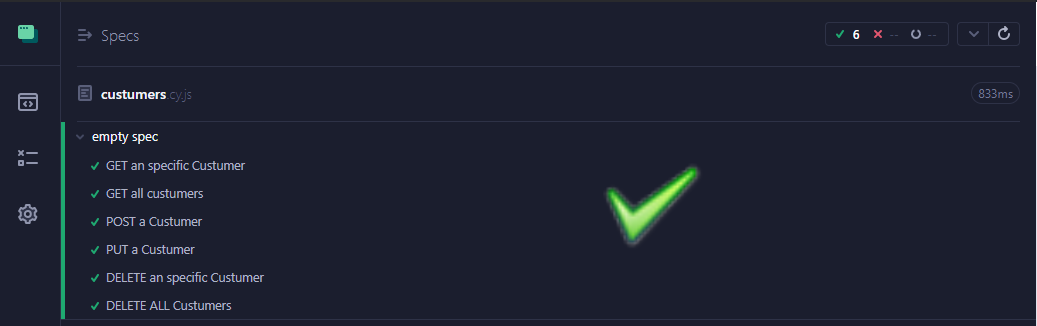 Specs
6 -- --
custumers.cy.js
833ms
empty spec
GET an specific Custumer
GET all custumers
POST a Custumer
PUT a Custumer
DELETE an specific Custumer
DELETE ALL Custumers